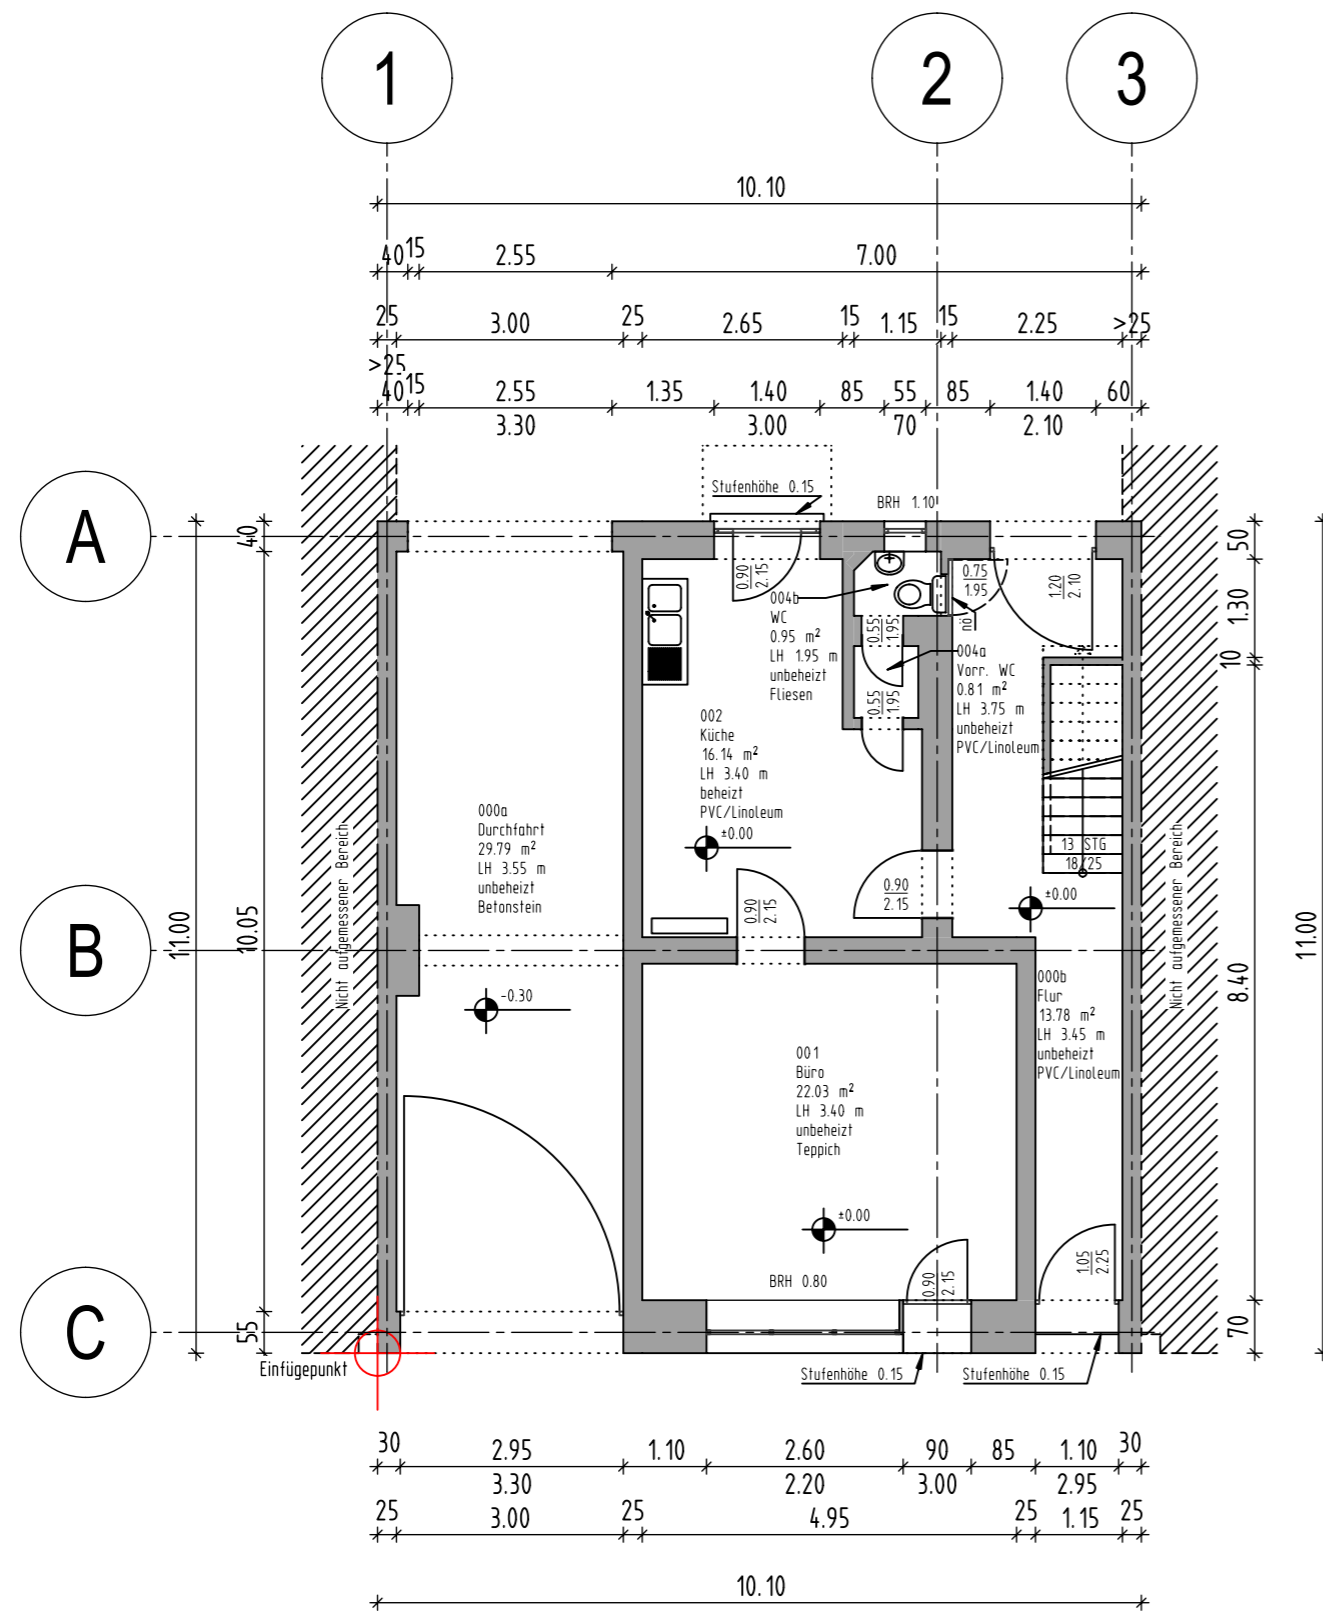 1 2 3
10.10
40 15 2.55 7.00
25 3.00 25 2.65 15 1.15 15 2.25 >25
>25
40 15 2.55 1.35 1.40 85 55 85 1.40 60
3.30 3.00 70 2.10
Stufenhöhe 0.15
BRH 1.10
A
40
50
0.90
2.15
0.75
1.95
1.20
2.10
nö
1.30
10
004b
WC
0.95 m²
LH 1.95 m
unbeheizt
Fliesen
0.55
1.95
004a
Vorr. WC
0.81 m²
LH 3.75 m
unbeheizt
PVC/Linoleum
0.55
1.95
002
Küche
16.14 m²
LH 3.40 m
beheizt
PVC/Linoleum
±0.00
000a
Durchfahrt
29.79 m²
LH 3.55 m
unbeheizt
Betonstein
13 STG
18/25
0.90
2.15
0.90
2.15
±0.00
Nicht aufgemessener Bereich
Nicht aufgemessener Bereich
B
11.00
10.05
8.40
11.00
-0.30
000b
Flur
13.78 m²
LH 3.45 m
unbeheizt
PVC/Linoleum
001
Büro
22.03 m²
LH 3.40 m
unbeheizt
Teppich
±0.00
BRH 0.80
0.90
2.15
1.05
2.25
C
55
70
Einfügepunkt
Stufenhöhe 0.15
Stufenhöhe 0.15
30 2.95 1.10 2.60 90 85 1.10 30
3.30 2.20 3.00 2.95
25 3.00 25 4.95 25 1.15 25
10.10